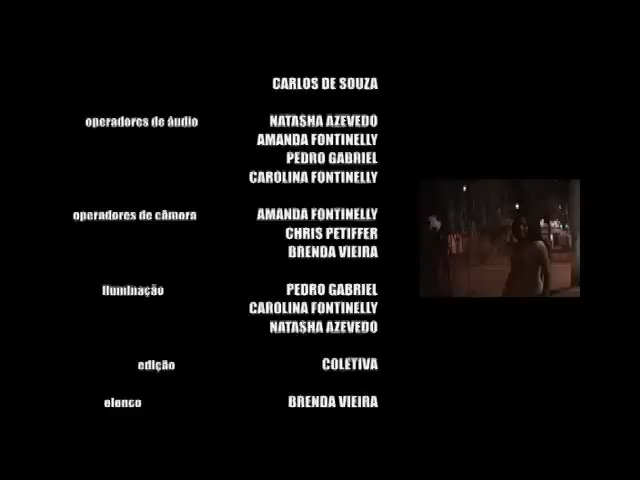 CARLOS DE SOUZA
operadores de áudio NATASHA AZEVEDO
AMANDA FONTINELLY
PEDRO GABRIEL
CAROLINA FONTINELLY
operadores de câmora AMANDA FONTINELLY
CHRIS PETIFFER
BRENDA VIEIRA
iluminação PEDRO GABRIEL
CAROLINA FONTINELLY
NATASHA AZEVEDO
edição COLETIVA
elenco BRENDA VIEIRA